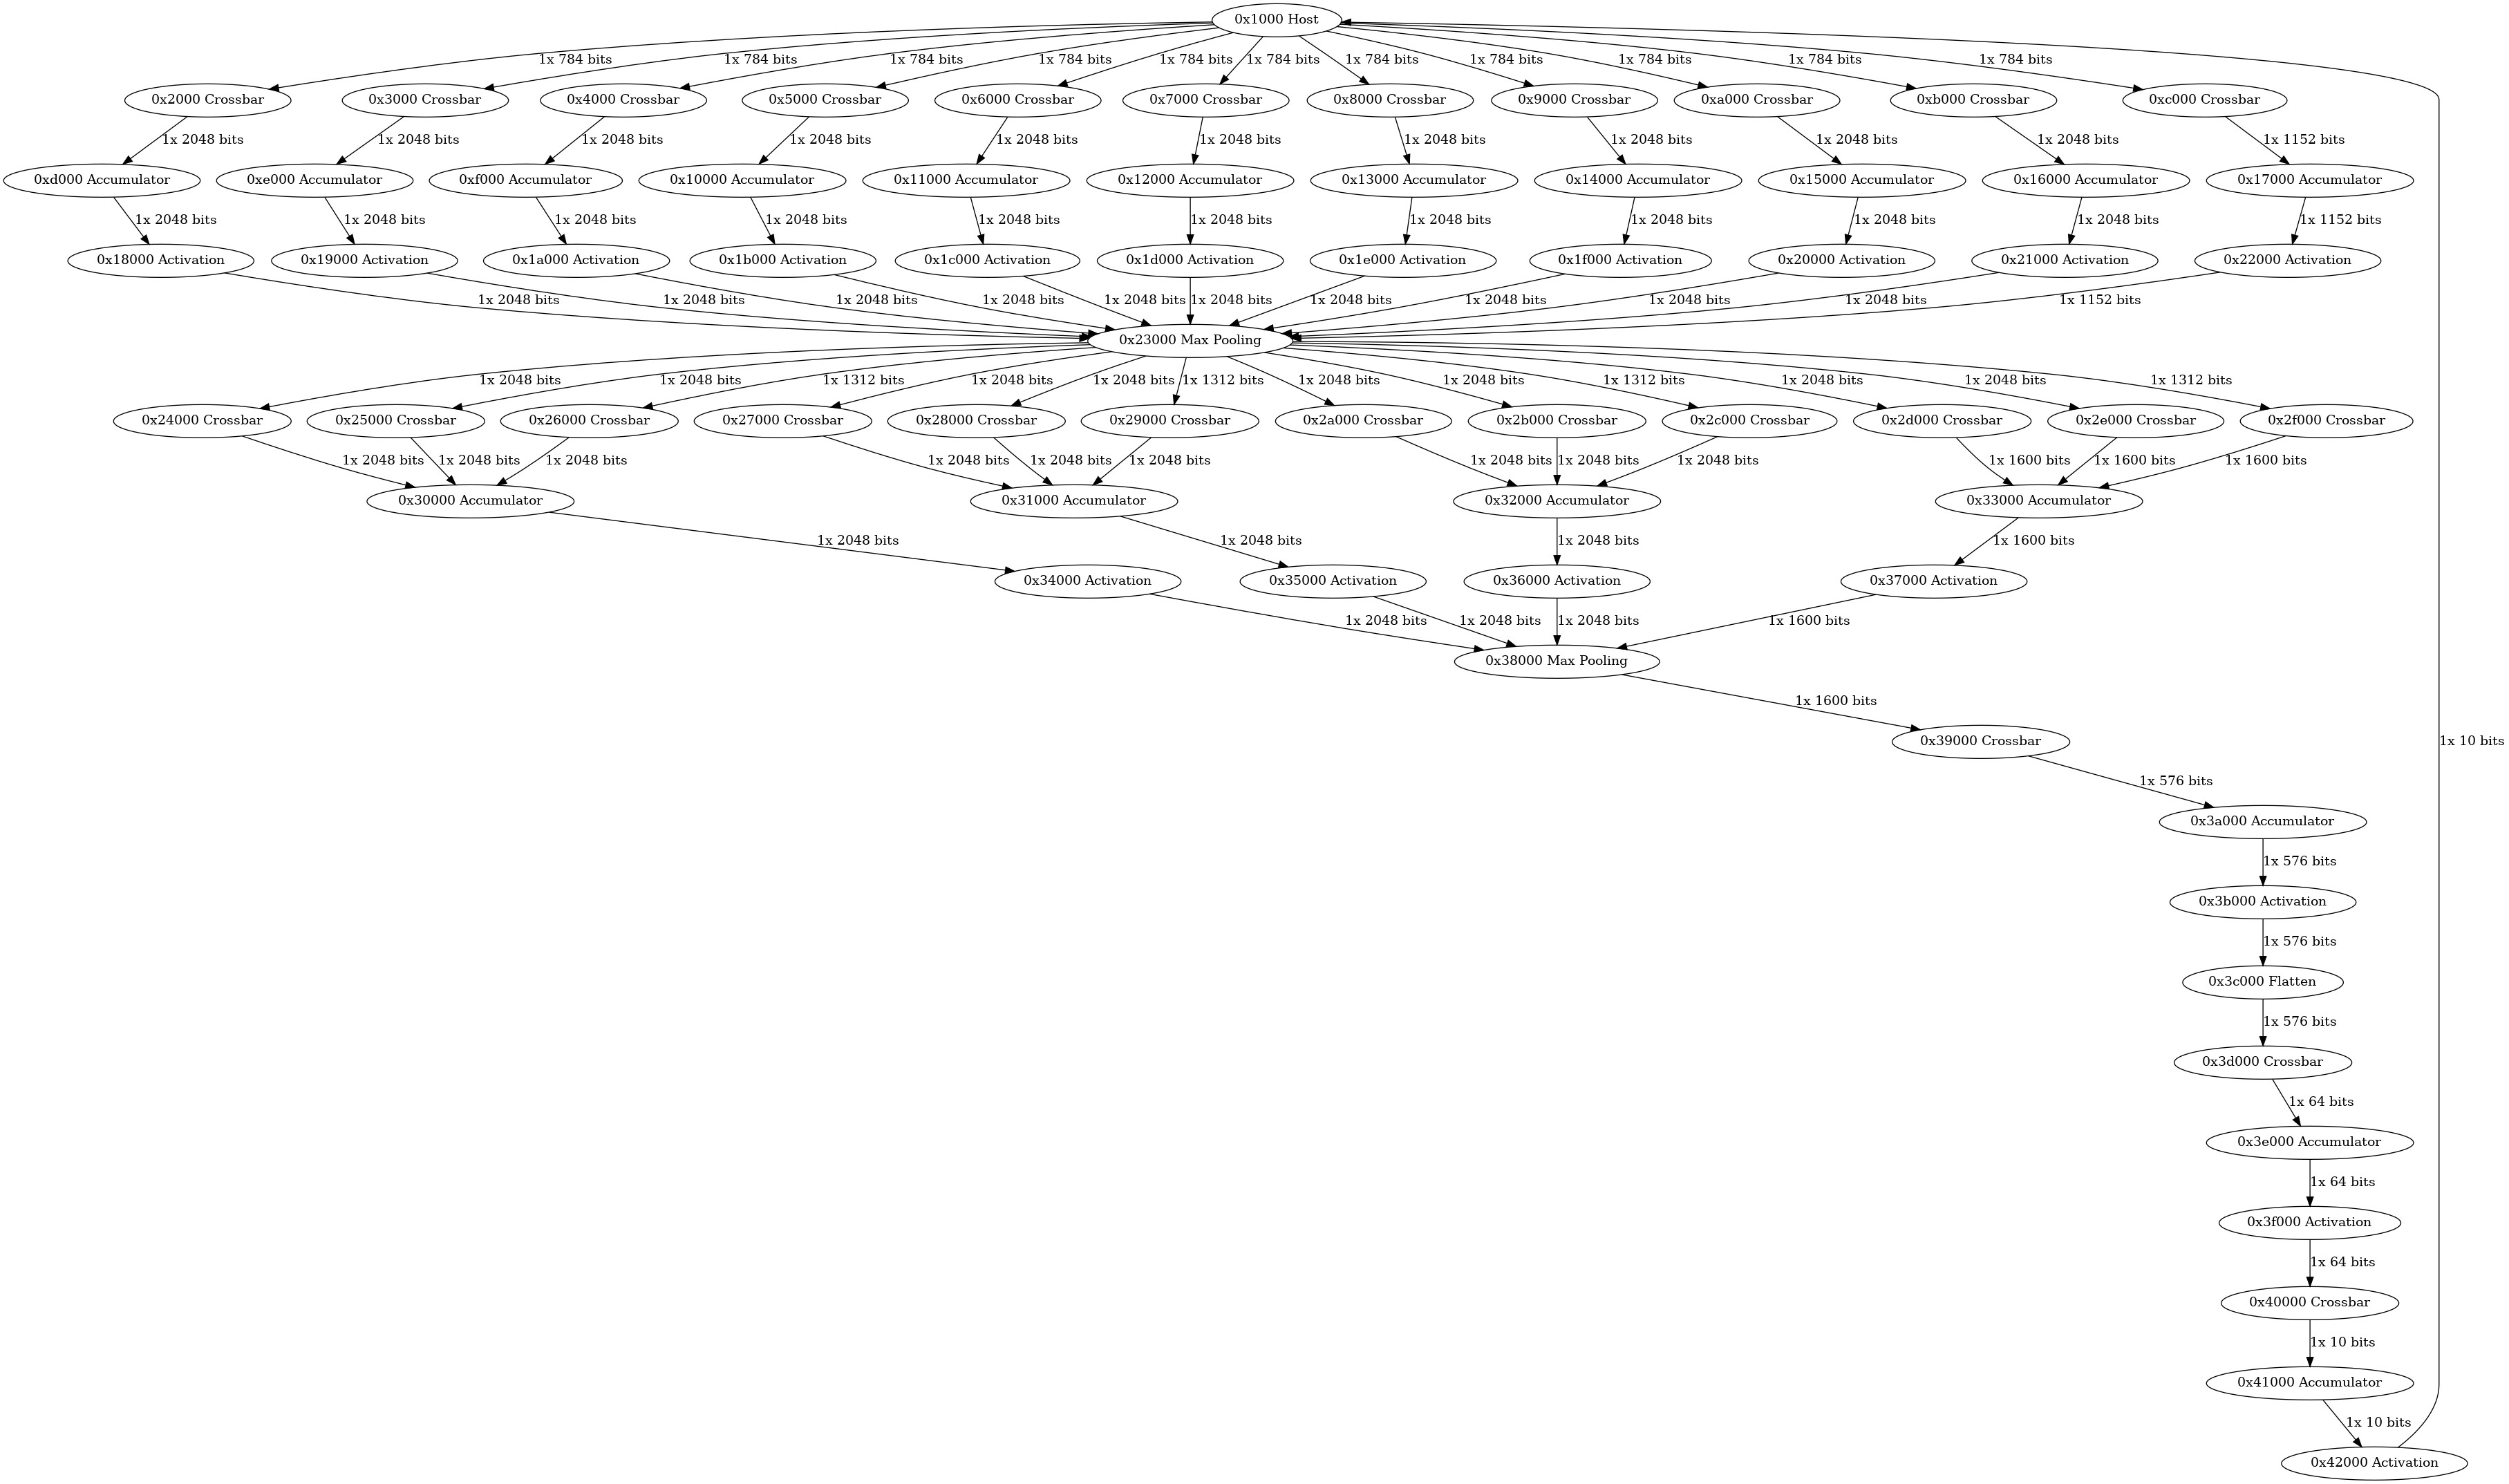 0x1000 Host
1x 784 bits 1x 784 bits 1x 784 bits 1x 784 bits 1x 784 bits 1x 784 bits 1x 784 bits 1x 784 bits 1x 784 bits 1x 784 bits 1x 784 bits
0x2000 Crossbar 0x3000 Crossbar 0x4000 Crossbar 0x5000 Crossbar 0x6000 Crossbar 0x7000 Crossbar 0x8000 Crossbar 0x9000 Crossbar 0xa000 Crossbar 0xb000 Crossbar 0xc000 Crossbar
1x 2048 bits 1x 2048 bits 1x 2048 bits 1x 2048 bits 1x 2048 bits 1x 2048 bits 1x 2048 bits 1x 2048 bits 1x 2048 bits 1x 2048 bits 1x 1152 bits
0xd000 Accumulator 0xe000 Accumulator 0xf000 Accumulator 0x10000 Accumulator 0x11000 Accumulator 0x12000 Accumulator 0x13000 Accumulator 0x14000 Accumulator 0x15000 Accumulator 0x16000 Accumulator 0x17000 Accumulator
1x 2048 bits 1x 2048 bits 1x 2048 bits 1x 2048 bits 1x 2048 bits 1x 2048 bits 1x 2048 bits 1x 2048 bits 1x 2048 bits 1x 2048 bits 1x 1152 bits
0x18000 Activation 0x19000 Activation 0x1a000 Activation 0x1b000 Activation 0x1c000 Activation 0x1d000 Activation 0x1e000 Activation 0x1f000 Activation 0x20000 Activation 0x21000 Activation 0x22000 Activation
1x 2048 bits 1x 2048 bits 1x 2048 bits 1x 2048 bits 1x 2048 bits 1x 2048 bits 1x 2048 bits 1x 2048 bits 1x 2048 bits 1x 2048 bits 1x 1152 bits
0x23000 Max Pooling
1x 2048 bits 1x 2048 bits 1x 1312 bits 1x 2048 bits 1x 2048 bits 1x 1312 bits 1x 2048 bits 1x 2048 bits 1x 1312 bits 1x 2048 bits 1x 2048 bits 1x 1312 bits
0x24000 Crossbar 0x25000 Crossbar 0x26000 Crossbar 0x27000 Crossbar 0x28000 Crossbar 0x29000 Crossbar 0x2a000 Crossbar 0x2b000 Crossbar 0x2c000 Crossbar 0x2d000 Crossbar 0x2e000 Crossbar 0x2f000 Crossbar
1x 2048 bits 1x 2048 bits 1x 2048 bits 1x 2048 bits 1x 2048 bits 1x 2048 bits 1x 2048 bits 1x 2048 bits 1x 2048 bits 1x 1600 bits 1x 1600 bits 1x 1600 bits
0x30000 Accumulator 0x31000 Accumulator 0x32000 Accumulator 0x33000 Accumulator
1x 2048 bits 1x 2048 bits 1x 2048 bits 1x 1600 bits
0x34000 Activation 0x35000 Activation 0x36000 Activation 0x37000 Activation
1x 2048 bits 1x 2048 bits 1x 2048 bits 1x 1600 bits
0x38000 Max Pooling
1x 1600 bits
0x39000 Crossbar 1x 10 bits
1x 576 bits
0x3a000 Accumulator
1x 576 bits
0x3b000 Activation
1x 576 bits
0x3c000 Flatten
1x 576 bits
0x3d000 Crossbar
1x 64 bits
0x3e000 Accumulator
1x 64 bits
0x3f000 Activation
1x 64 bits
0x40000 Crossbar
1x 10 bits
0x41000 Accumulator
1x 10 bits
0x42000 Activation